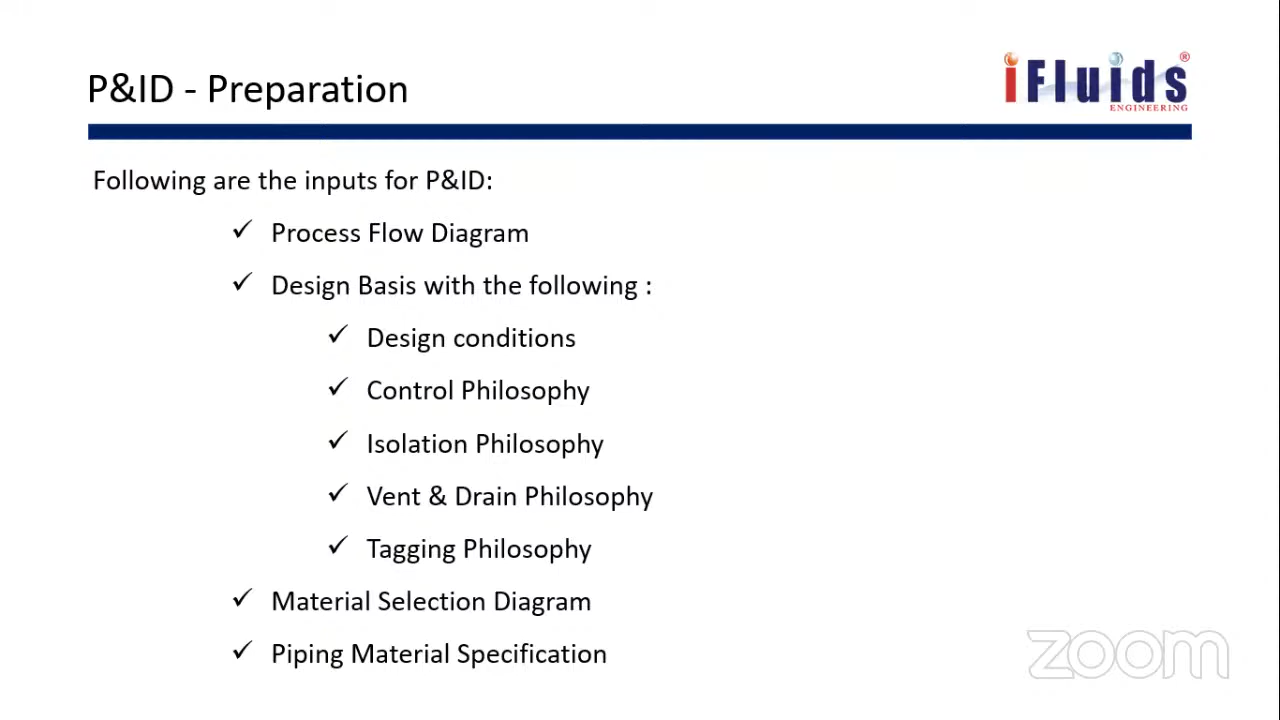 P&ID - Preparation
iFluids®
ENGINEERING
Following are the inputs for P&ID:
✓ Process Flow Diagram
✓ Design Basis with the following :
✓ Design conditions
✓ Control Philosophy
✓ Isolation Philosophy
✓ Vent & Drain Philosophy
✓ Tagging Philosophy
✓ Material Selection Diagram
✓ Piping Material Specification
zoom